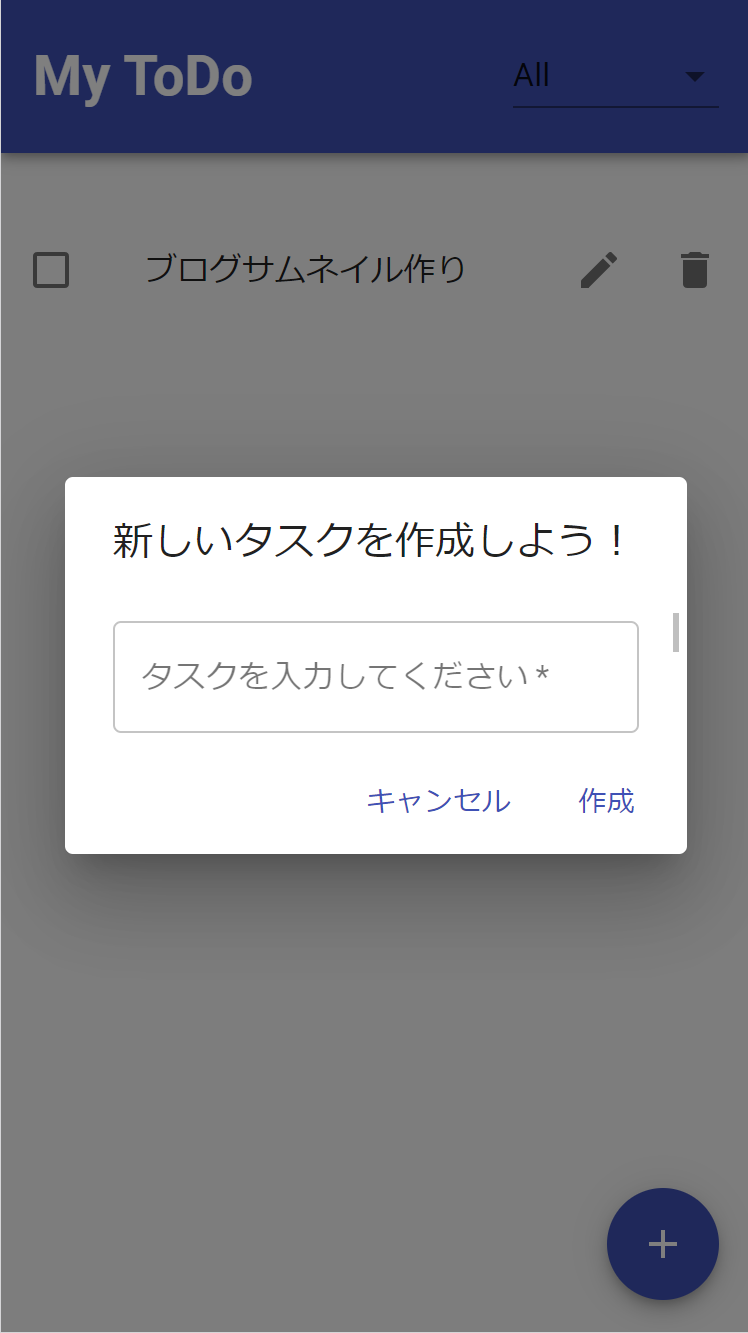 My ToDo
All
ブログサムネイル作り
新しいタスクを作成しよう！
タスクを入力してください *
キャンセル 作成